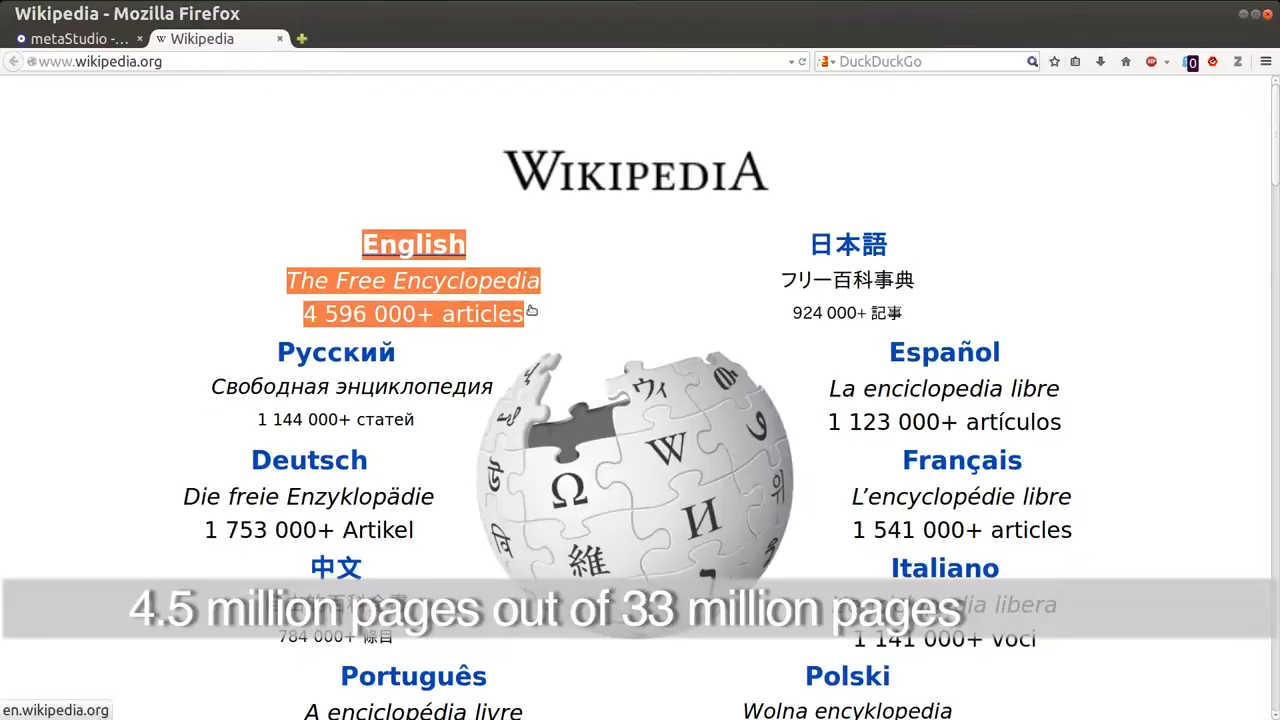 Wikipedia - Mozilla Firefox
metaStudio -...
Wikipedia
www.wikipedia.org
DuckDuckGo
WIKIPEDIA
English
The Free Encyclopedia
4 596 000+ articles
日本語
フリー百科事典
924 000+ 記事
Русский
Свободная энциклопедия
1 144 000+ статей
Español
La enciclopedia libre
1 123 000+ artículos
Deutsch
Die freie Enzyklopädie
1 753 000+ Artikel
Français
L’encyclopédie libre
1 541 000+ articles
中文
784 000+ 條目
Italiano
libera
1 141 000+ voci
4.5 million pages out of 33 million pages
Português
A enciclopédia livre
Polski
Wolna encyklopedia
en.wikipedia.org